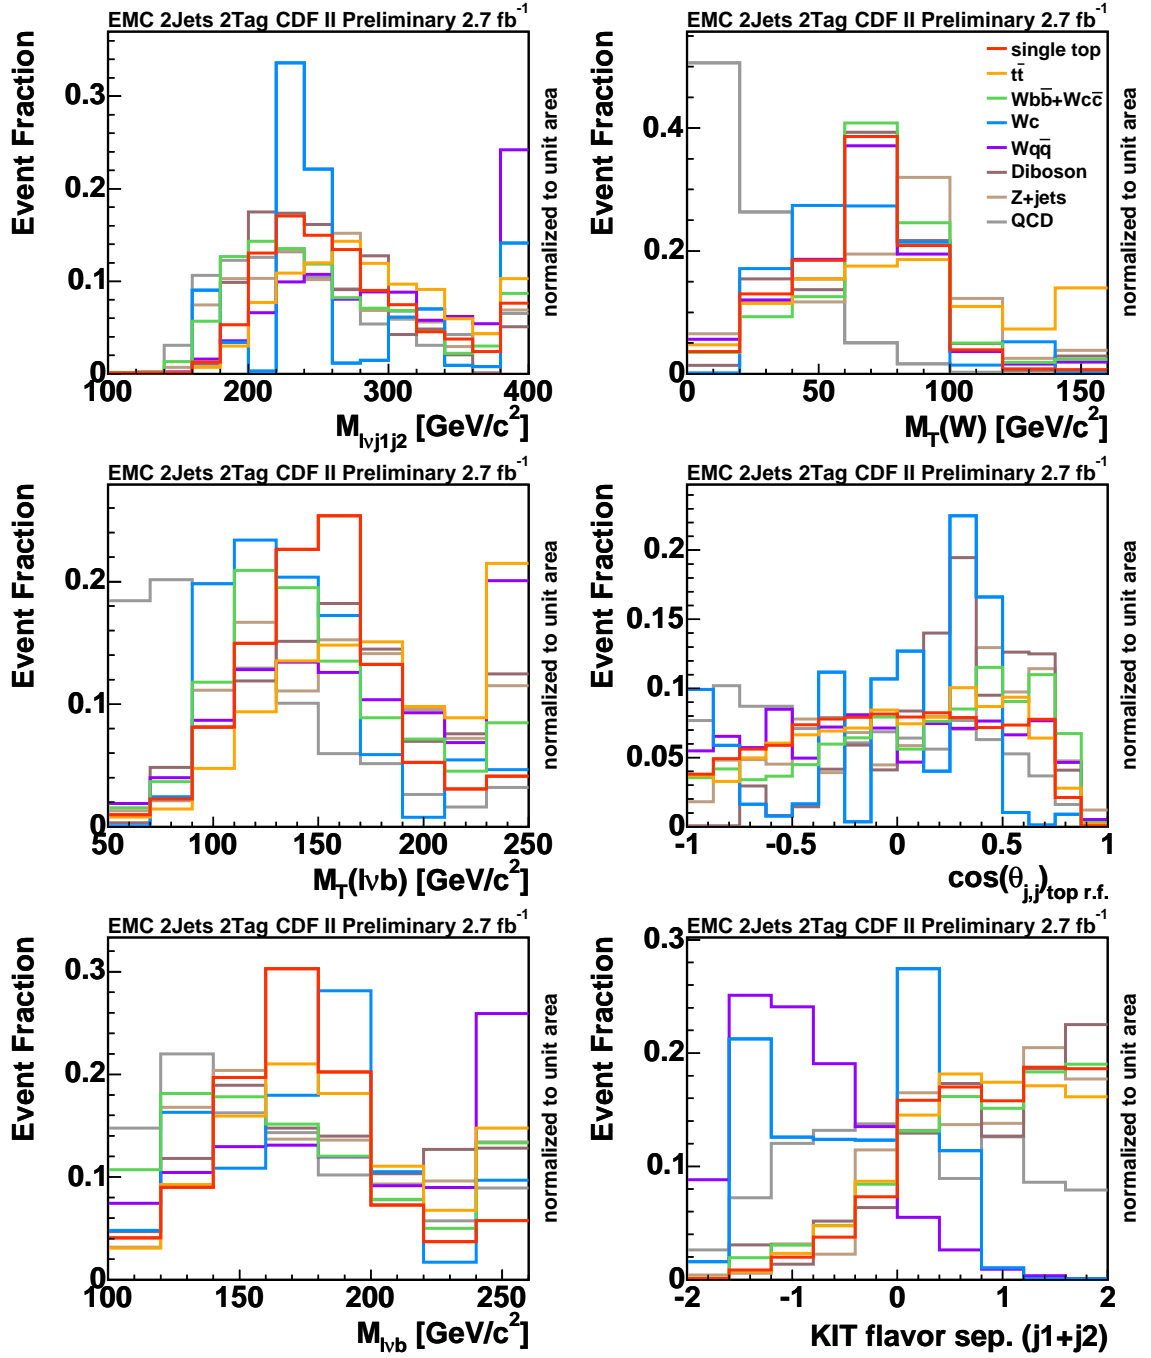 EMC 2Jets 2Tag CDF II Preliminary 2.7 fb⁻¹
Event Fraction
normalized to unit area
0.3
0.2
0.1
0
100 200 300 400
M_lνj1j2 [GeV/c²]
EMC 2Jets 2Tag CDF II Preliminary 2.7 fb⁻¹
Event Fraction
normalized to unit area
single top
tt̄
Wbb̄+Wcc̄
Wc
Wqq̄
Diboson
Z+jets
QCD
0.4
0.2
0
0 50 100 150
M_T(W) [GeV/c²]
EMC 2Jets 2Tag CDF II Preliminary 2.7 fb⁻¹
Event Fraction
normalized to unit area
0.2
0.1
0
50 100 150 200 250
M_T(lνb) [GeV/c²]
EMC 2Jets 2Tag CDF II Preliminary 2.7 fb⁻¹
Event Fraction
normalized to unit area
0.2
0.15
0.1
0.05
0
-1 -0.5 0 0.5 1
cos(θ_j,j)_top r.f.
EMC 2Jets 2Tag CDF II Preliminary 2.7 fb⁻¹
Event Fraction
normalized to unit area
0.3
0.2
0.1
0
100 150 200 250
M_lνb [GeV/c²]
EMC 2Jets 2Tag CDF II Preliminary 2.7 fb⁻¹
Event Fraction
normalized to unit area
0.3
0.2
0.1
0
-2 -1 0 1 2
KIT flavor sep. (j1+j2)